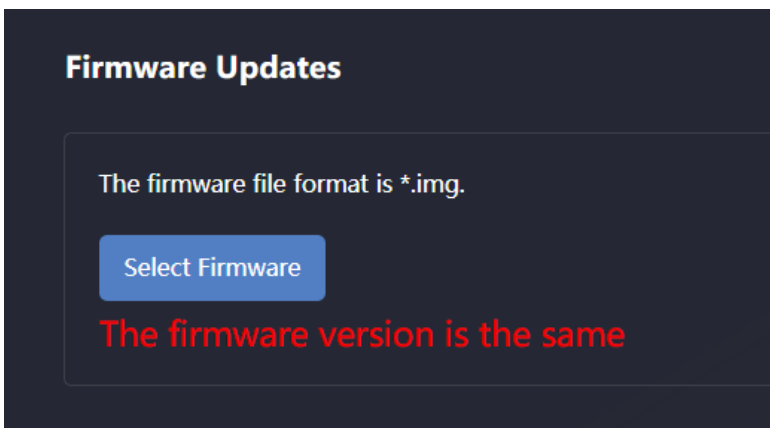 Firmware Updates
The firmware file format is *.img.
Select Firmware
The firmware version is the same